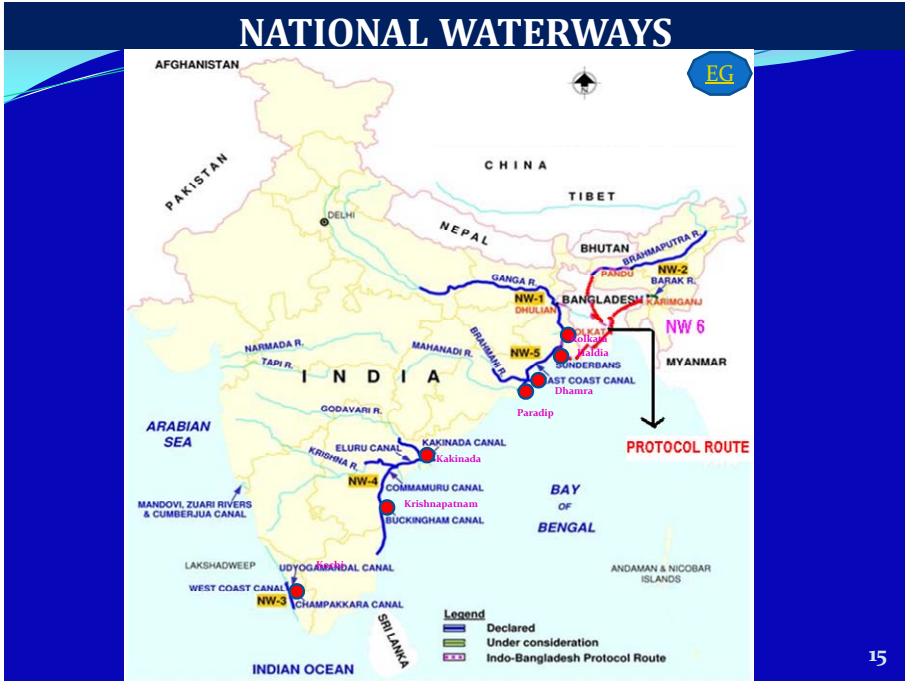 NATIONAL WATERWAYS
AFGHANISTAN
EG
N
CHINA
PAKISTAN
TIBET
DELHI
NEPAL
BHUTAN
BRAHMAPUTRA R.
PANDU
NW-2
BARAK R.
GANGA R.
NW-1
BANGLADESH
KARIMGANJ
DHULIAN
NW 6
Kolkata
NARMADA R.
MAHANADI R.
BRAHMANI R.
NW-5
Haldia
SUNDERBANS
MYANMAR
TAPI R.
INDIA
AST COAST CANAL
Dhamra
GODAVARI R.
Paradip
ARABIAN
SEA
PROTOCOL ROUTE
ELURU CANAL
KAKINADA CANAL
KRISHNA R.
Kakinada
NW-4
COMMAMURU CANAL
BAY
OF
BENGAL
MANDOVI, ZUARI RIVERS
& CUMBERJUA CANAL
Krishnapatnam
BUCKINGHAM CANAL
LAKSHADWEEP
UDYOGAMANDAL CANAL
Kochi
ANDAMAN & NICOBAR
ISLANDS
WEST COAST CANAL
NW-3
CHAMPAKKARA CANAL
SRI LANKA
Legend
Declared
Under consideration
Indo-Bangladesh Protocol Route
INDIAN OCEAN
15